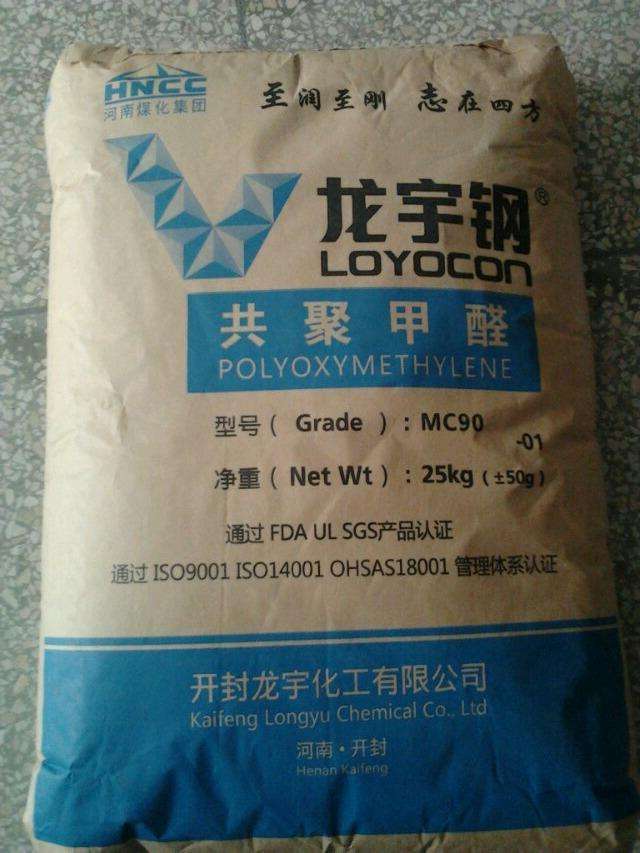 HNCC
河南煤化集团
至润至刚 志在四方
龙宇钢®
LOYOCON
共聚甲醛
POLYOXYMETHYLENE
型号( Grade ):MC90
-01
净重( Net Wt):25kg(±50g)
通过 FDA UL SGS产品认证
通过 ISO9001 ISO14001 OHSAS18001 管理体系认证
开封龙宇化工有限公司
Kaifeng Longyu Chemical Co., Ltd
河南·开封
Henan Kaifeng